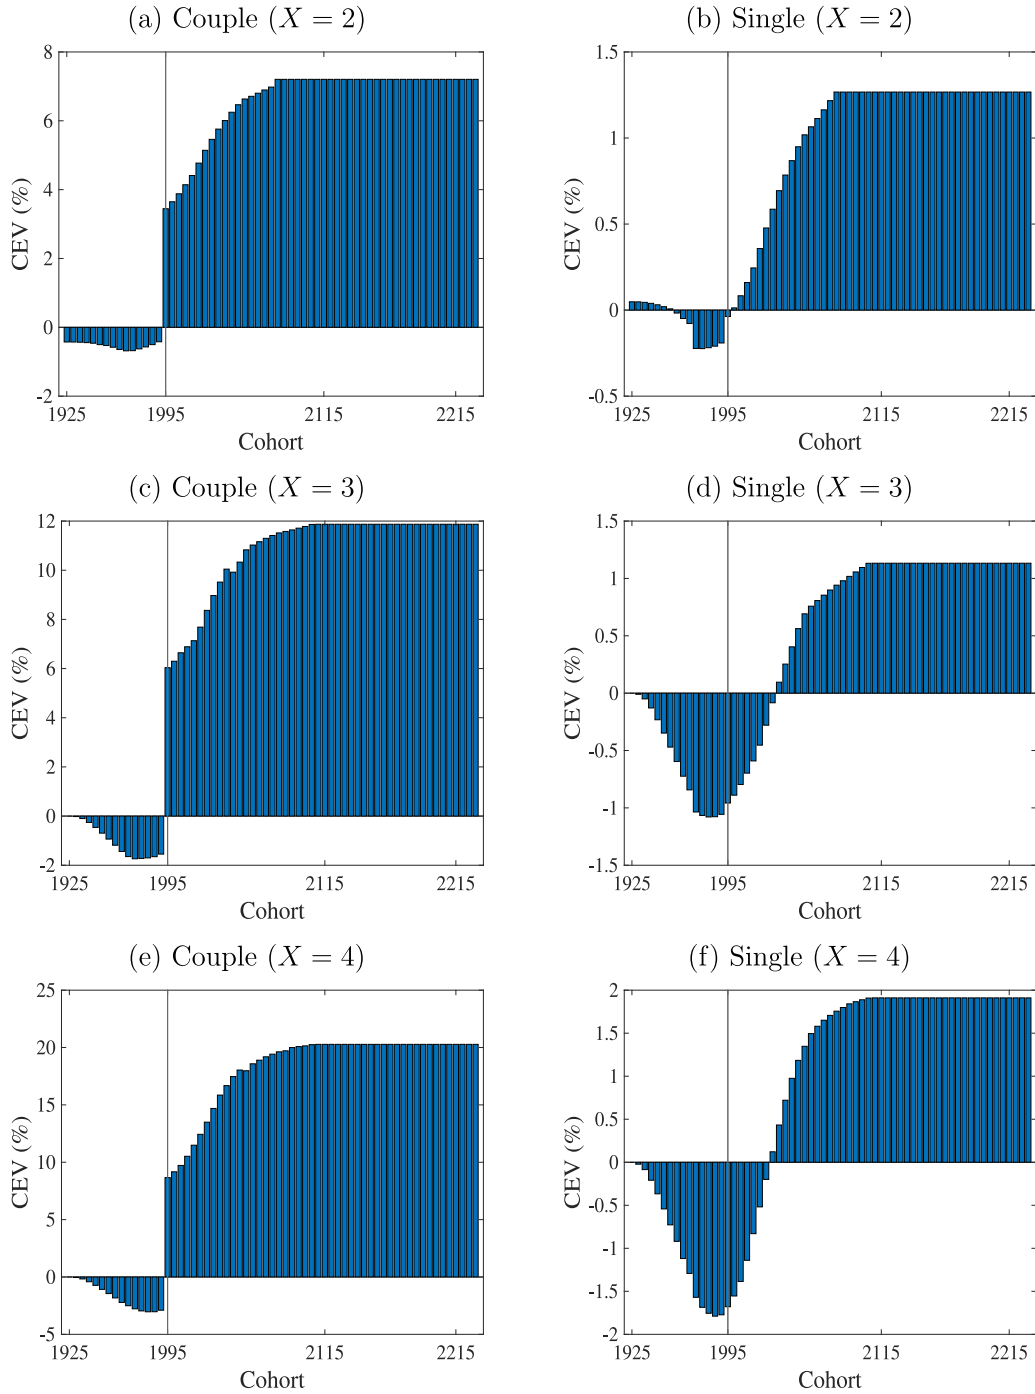 (a) Couple (X = 2)
8
6
4
2
0
-2
CEV (%)
1925 1995 2115 2215
Cohort
(b) Single (X = 2)
1.5
1
0.5
0
-0.5
CEV (%)
1925 1995 2115 2215
Cohort
(c) Couple (X = 3)
12
10
8
6
4
2
0
-2
CEV (%)
1925 1995 2115 2215
Cohort
(d) Single (X = 3)
1.5
1
0.5
0
-0.5
-1
-1.5
CEV (%)
1925 1995 2115 2215
Cohort
(e) Couple (X = 4)
25
20
15
10
5
0
-5
CEV (%)
1925 1995 2115 2215
Cohort
(f) Single (X = 4)
2
1.5
1
0.5
0
-0.5
-1
-1.5
-2
CEV (%)
1925 1995 2115 2215
Cohort